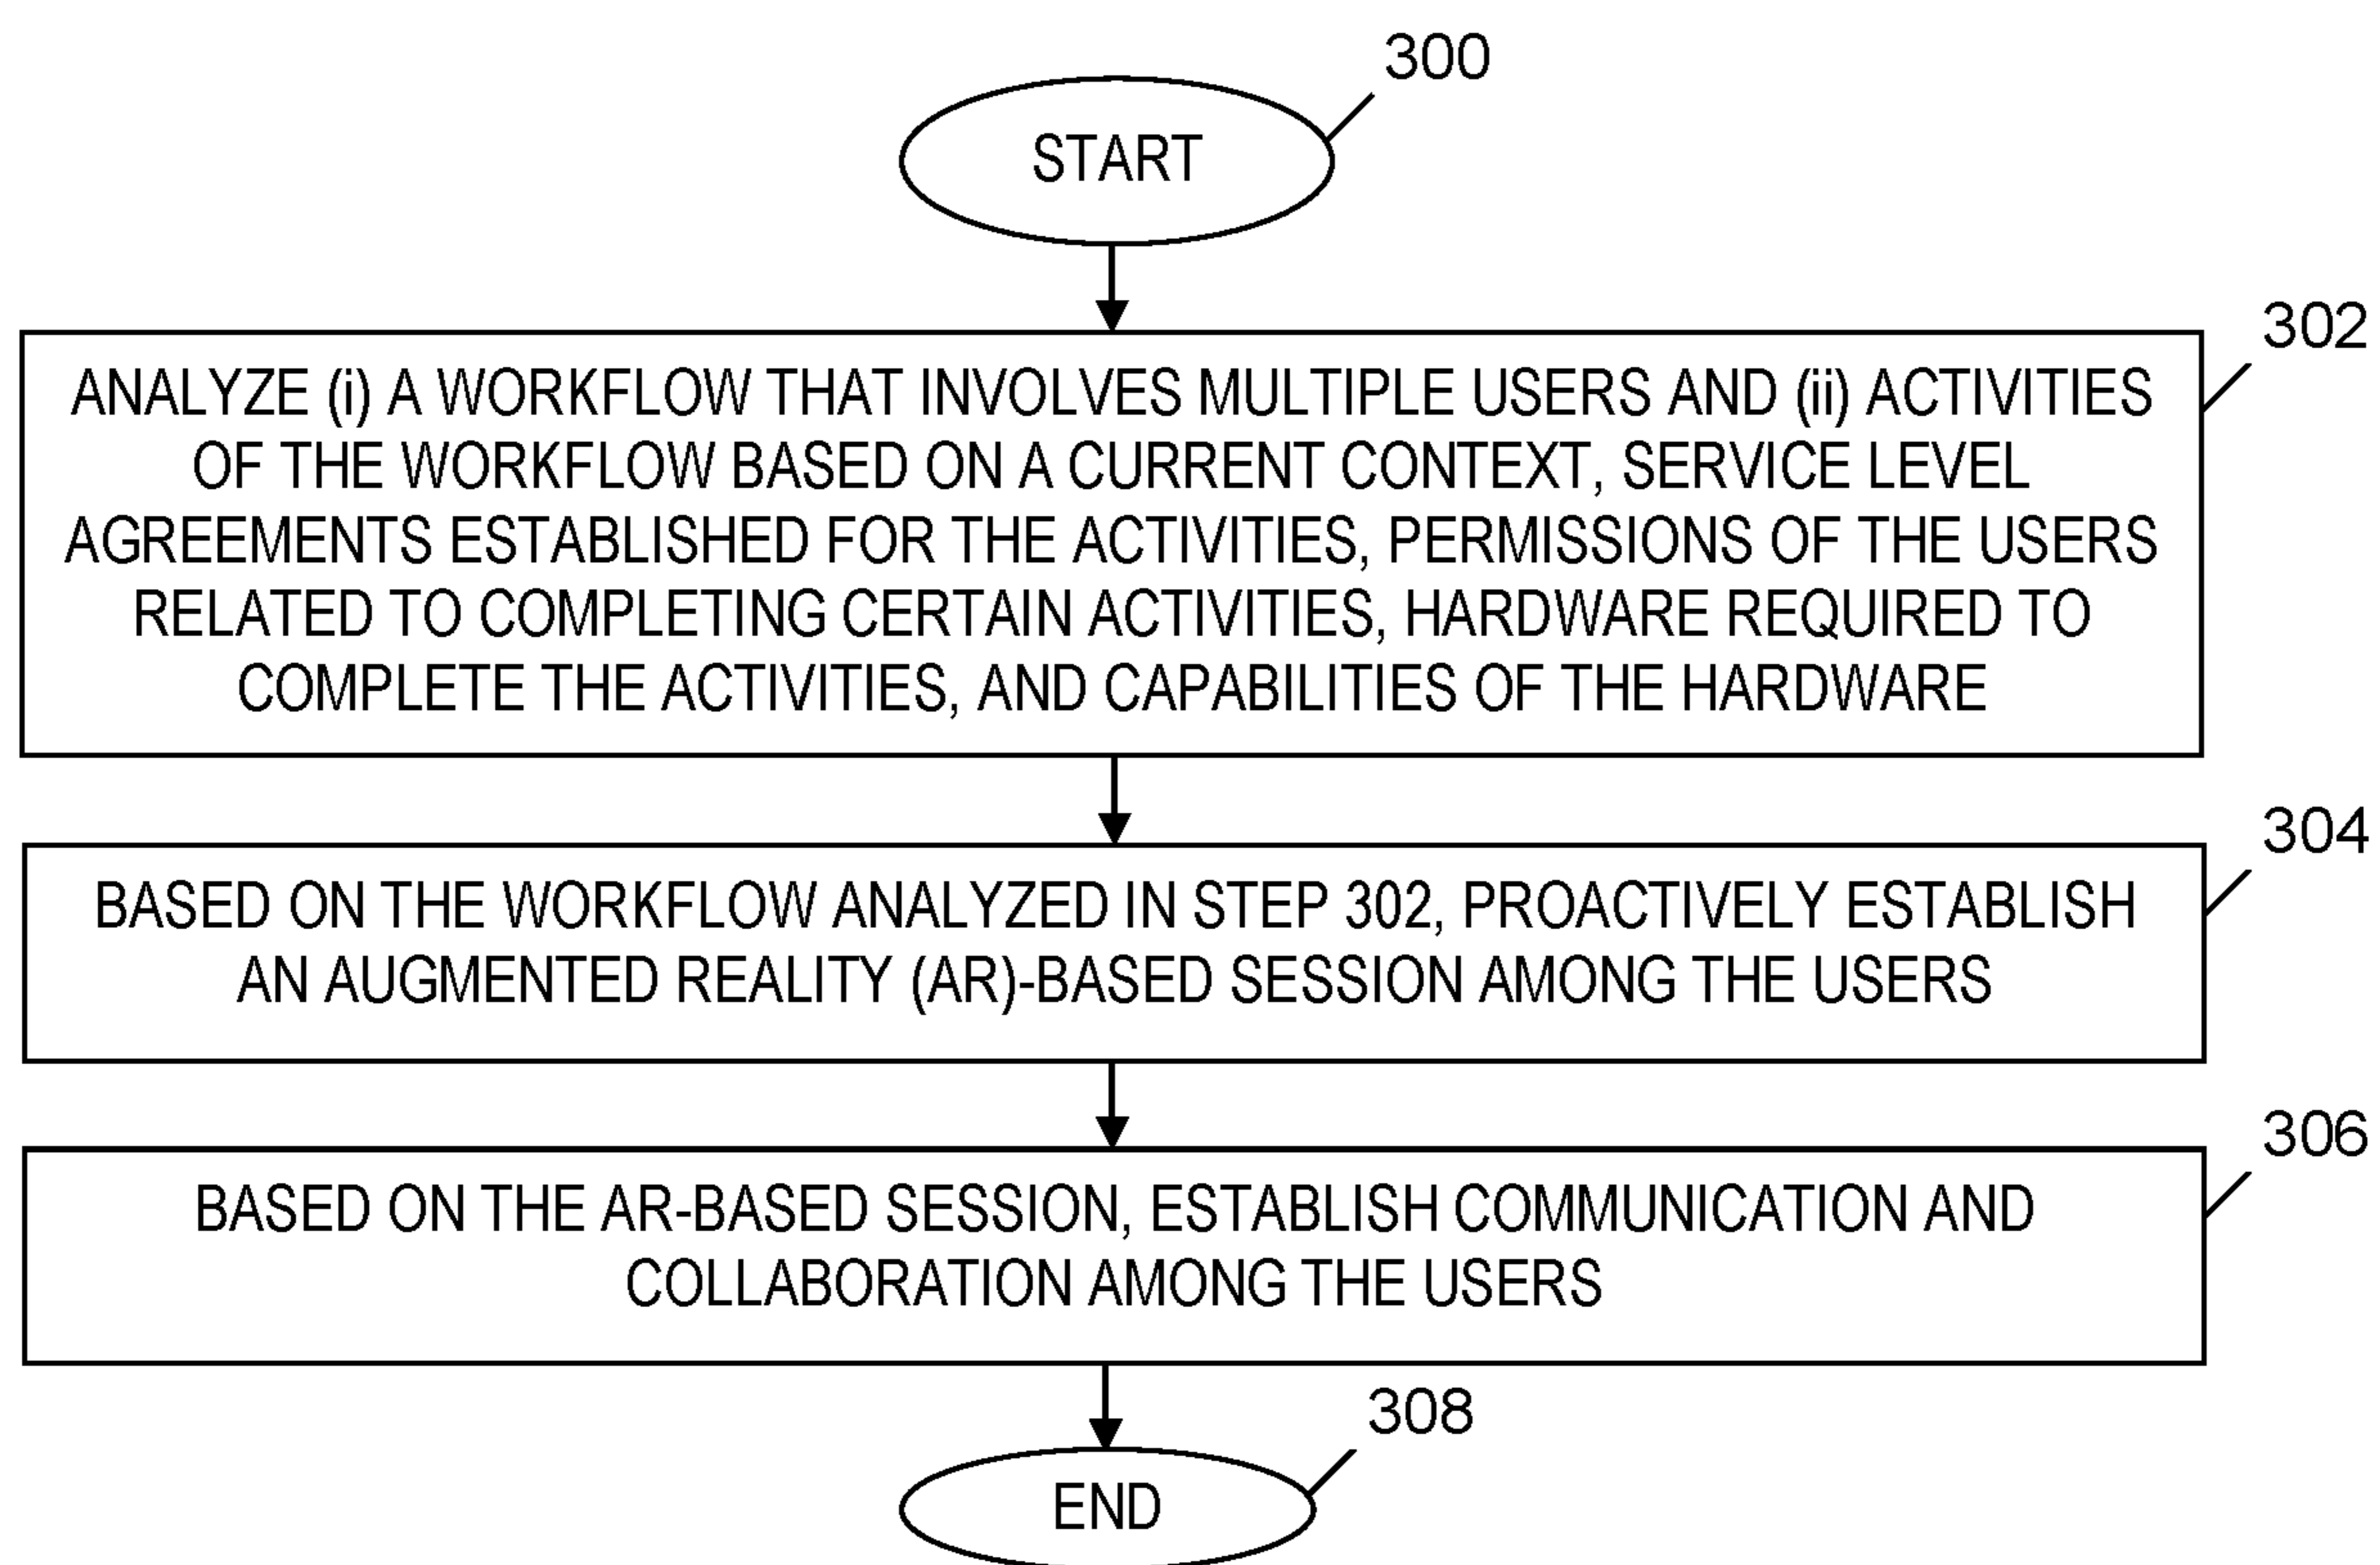 300
START
302
ANALYZE (i) A WORKFLOW THAT INVOLVES MULTIPLE USERS AND (ii) ACTIVITIES
OF THE WORKFLOW BASED ON A CURRENT CONTEXT, SERVICE LEVEL
AGREEMENTS ESTABLISHED FOR THE ACTIVITIES, PERMISSIONS OF THE USERS
RELATED TO COMPLETING CERTAIN ACTIVITIES, HARDWARE REQUIRED TO
COMPLETE THE ACTIVITIES, AND CAPABILITIES OF THE HARDWARE
304
BASED ON THE WORKFLOW ANALYZED IN STEP 302, PROACTIVELY ESTABLISH
AN AUGMENTED REALITY (AR)-BASED SESSION AMONG THE USERS
306
BASED ON THE AR-BASED SESSION, ESTABLISH COMMUNICATION AND
COLLABORATION AMONG THE USERS
308
END